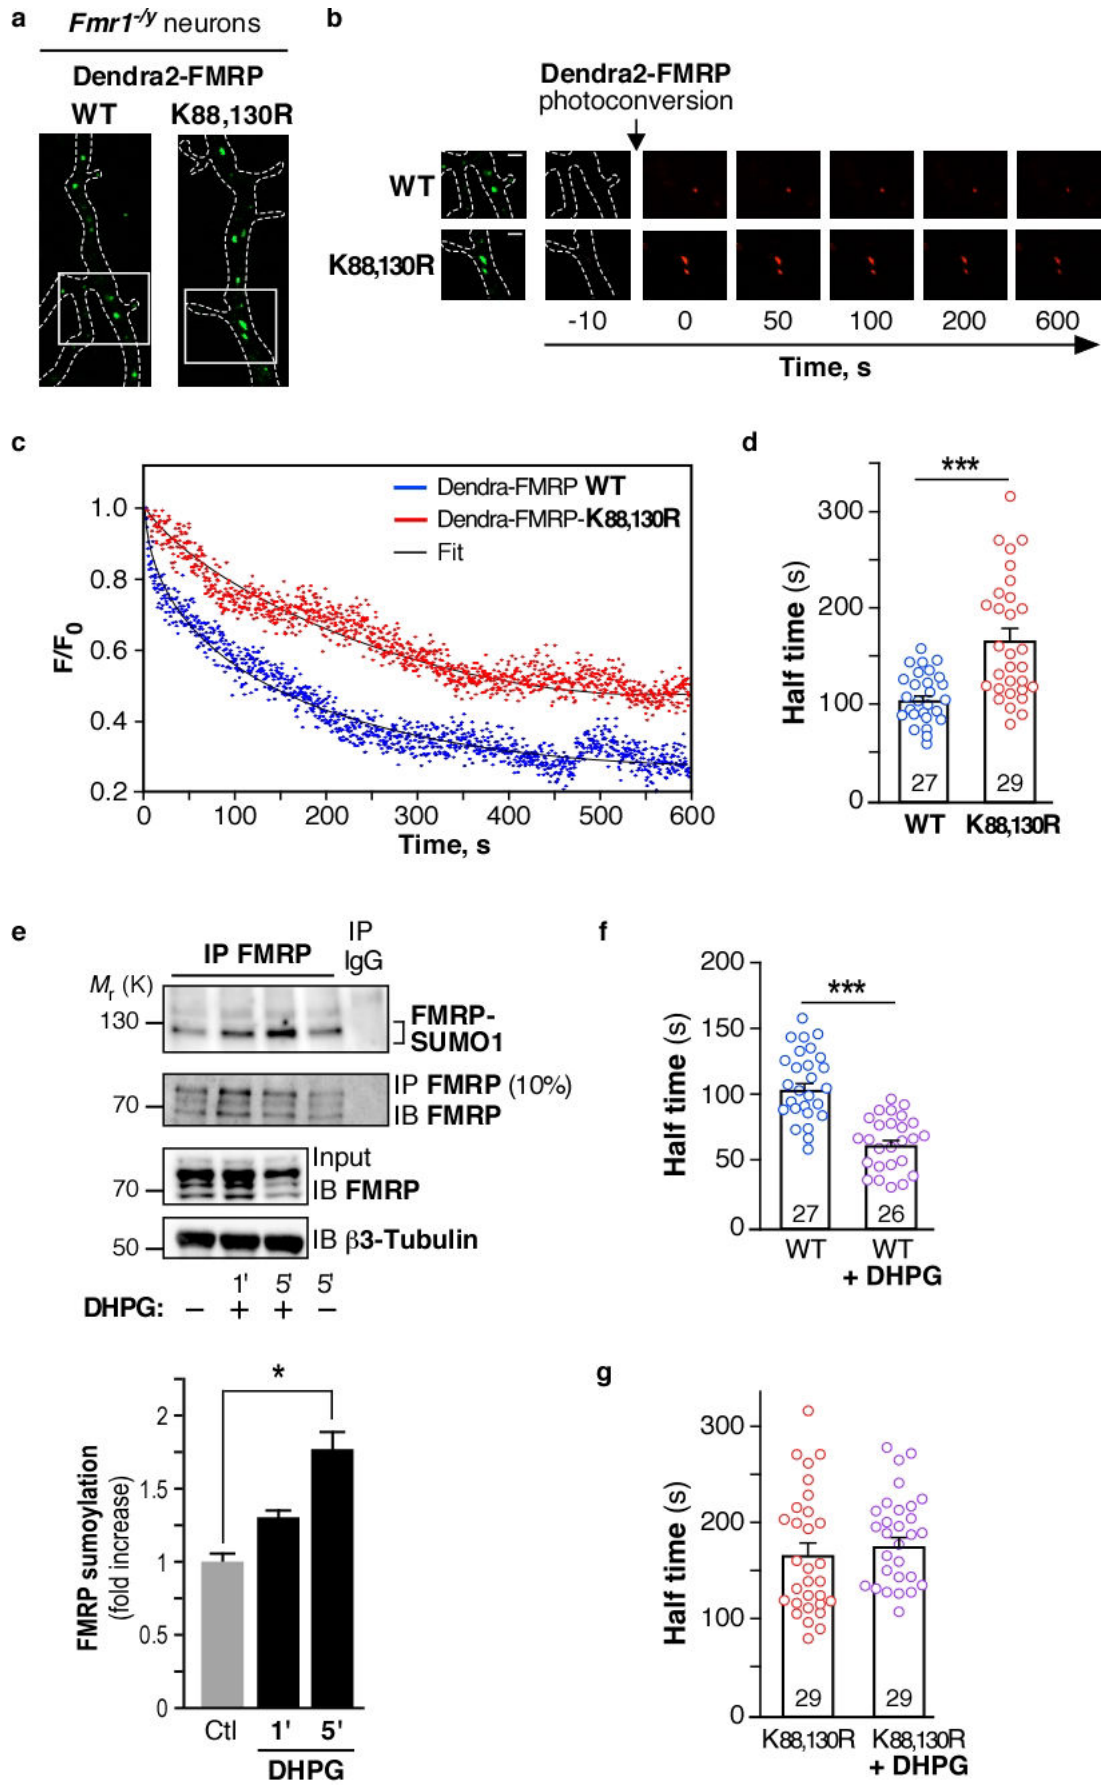 a
Fmr1-/y neurons
Dendra2-FMRP
WT K88,130R
b
Dendra2-FMRP
photoconversion
WT
K88,130R
-10 0 50 100 200 600
Time, s
c
Dendra-FMRP WT
Dendra-FMRP-K88,130R
Fit
F/F0
1.0
0.8
0.6
0.4
0.2
0 100 200 300 400 500 600
Time, s
d
***
Half time (s)
300
200
100
0
27 29
WT K88,130R
e
IP FMRP
IP
IgG
Mr (K)
130
FMRP-
SUMO1
70
IP FMRP (10%)
IB FMRP
Input
70
IB FMRP
50
IB β3-Tubulin
1' 5' 5'
DHPG: − + + −
*
FMRP sumoylation
(fold increase)
2
1.5
1
0.5
0
Ctl 1' 5'
DHPG
f
***
Half time (s)
200
150
100
50
0
27 26
WT WT
+ DHPG
g
Half time (s)
300
200
100
0
29 29
K88,130R K88,130R
+ DHPG